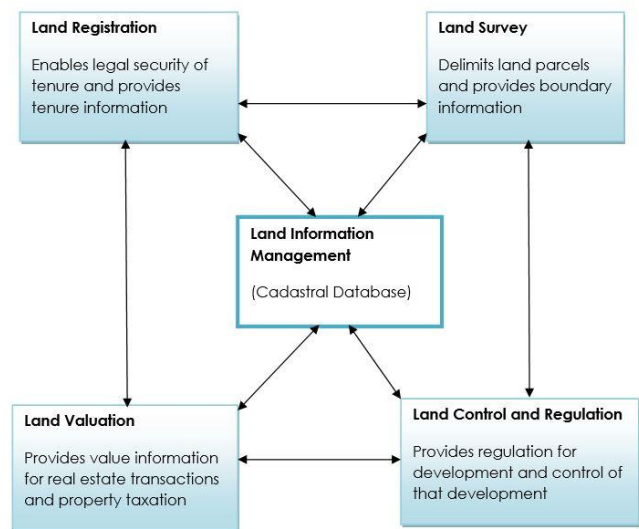 Land Registration
Enables legal security of
tenure and provides
tenure information
Land Survey
Delimits land parcels
and provides boundary
information
Land Information
Management
(Cadastral Database)
Land Valuation
Provides value information
for real estate transactions
and property taxation
Land Control and Regulation
Provides regulation for
development and control of
that development